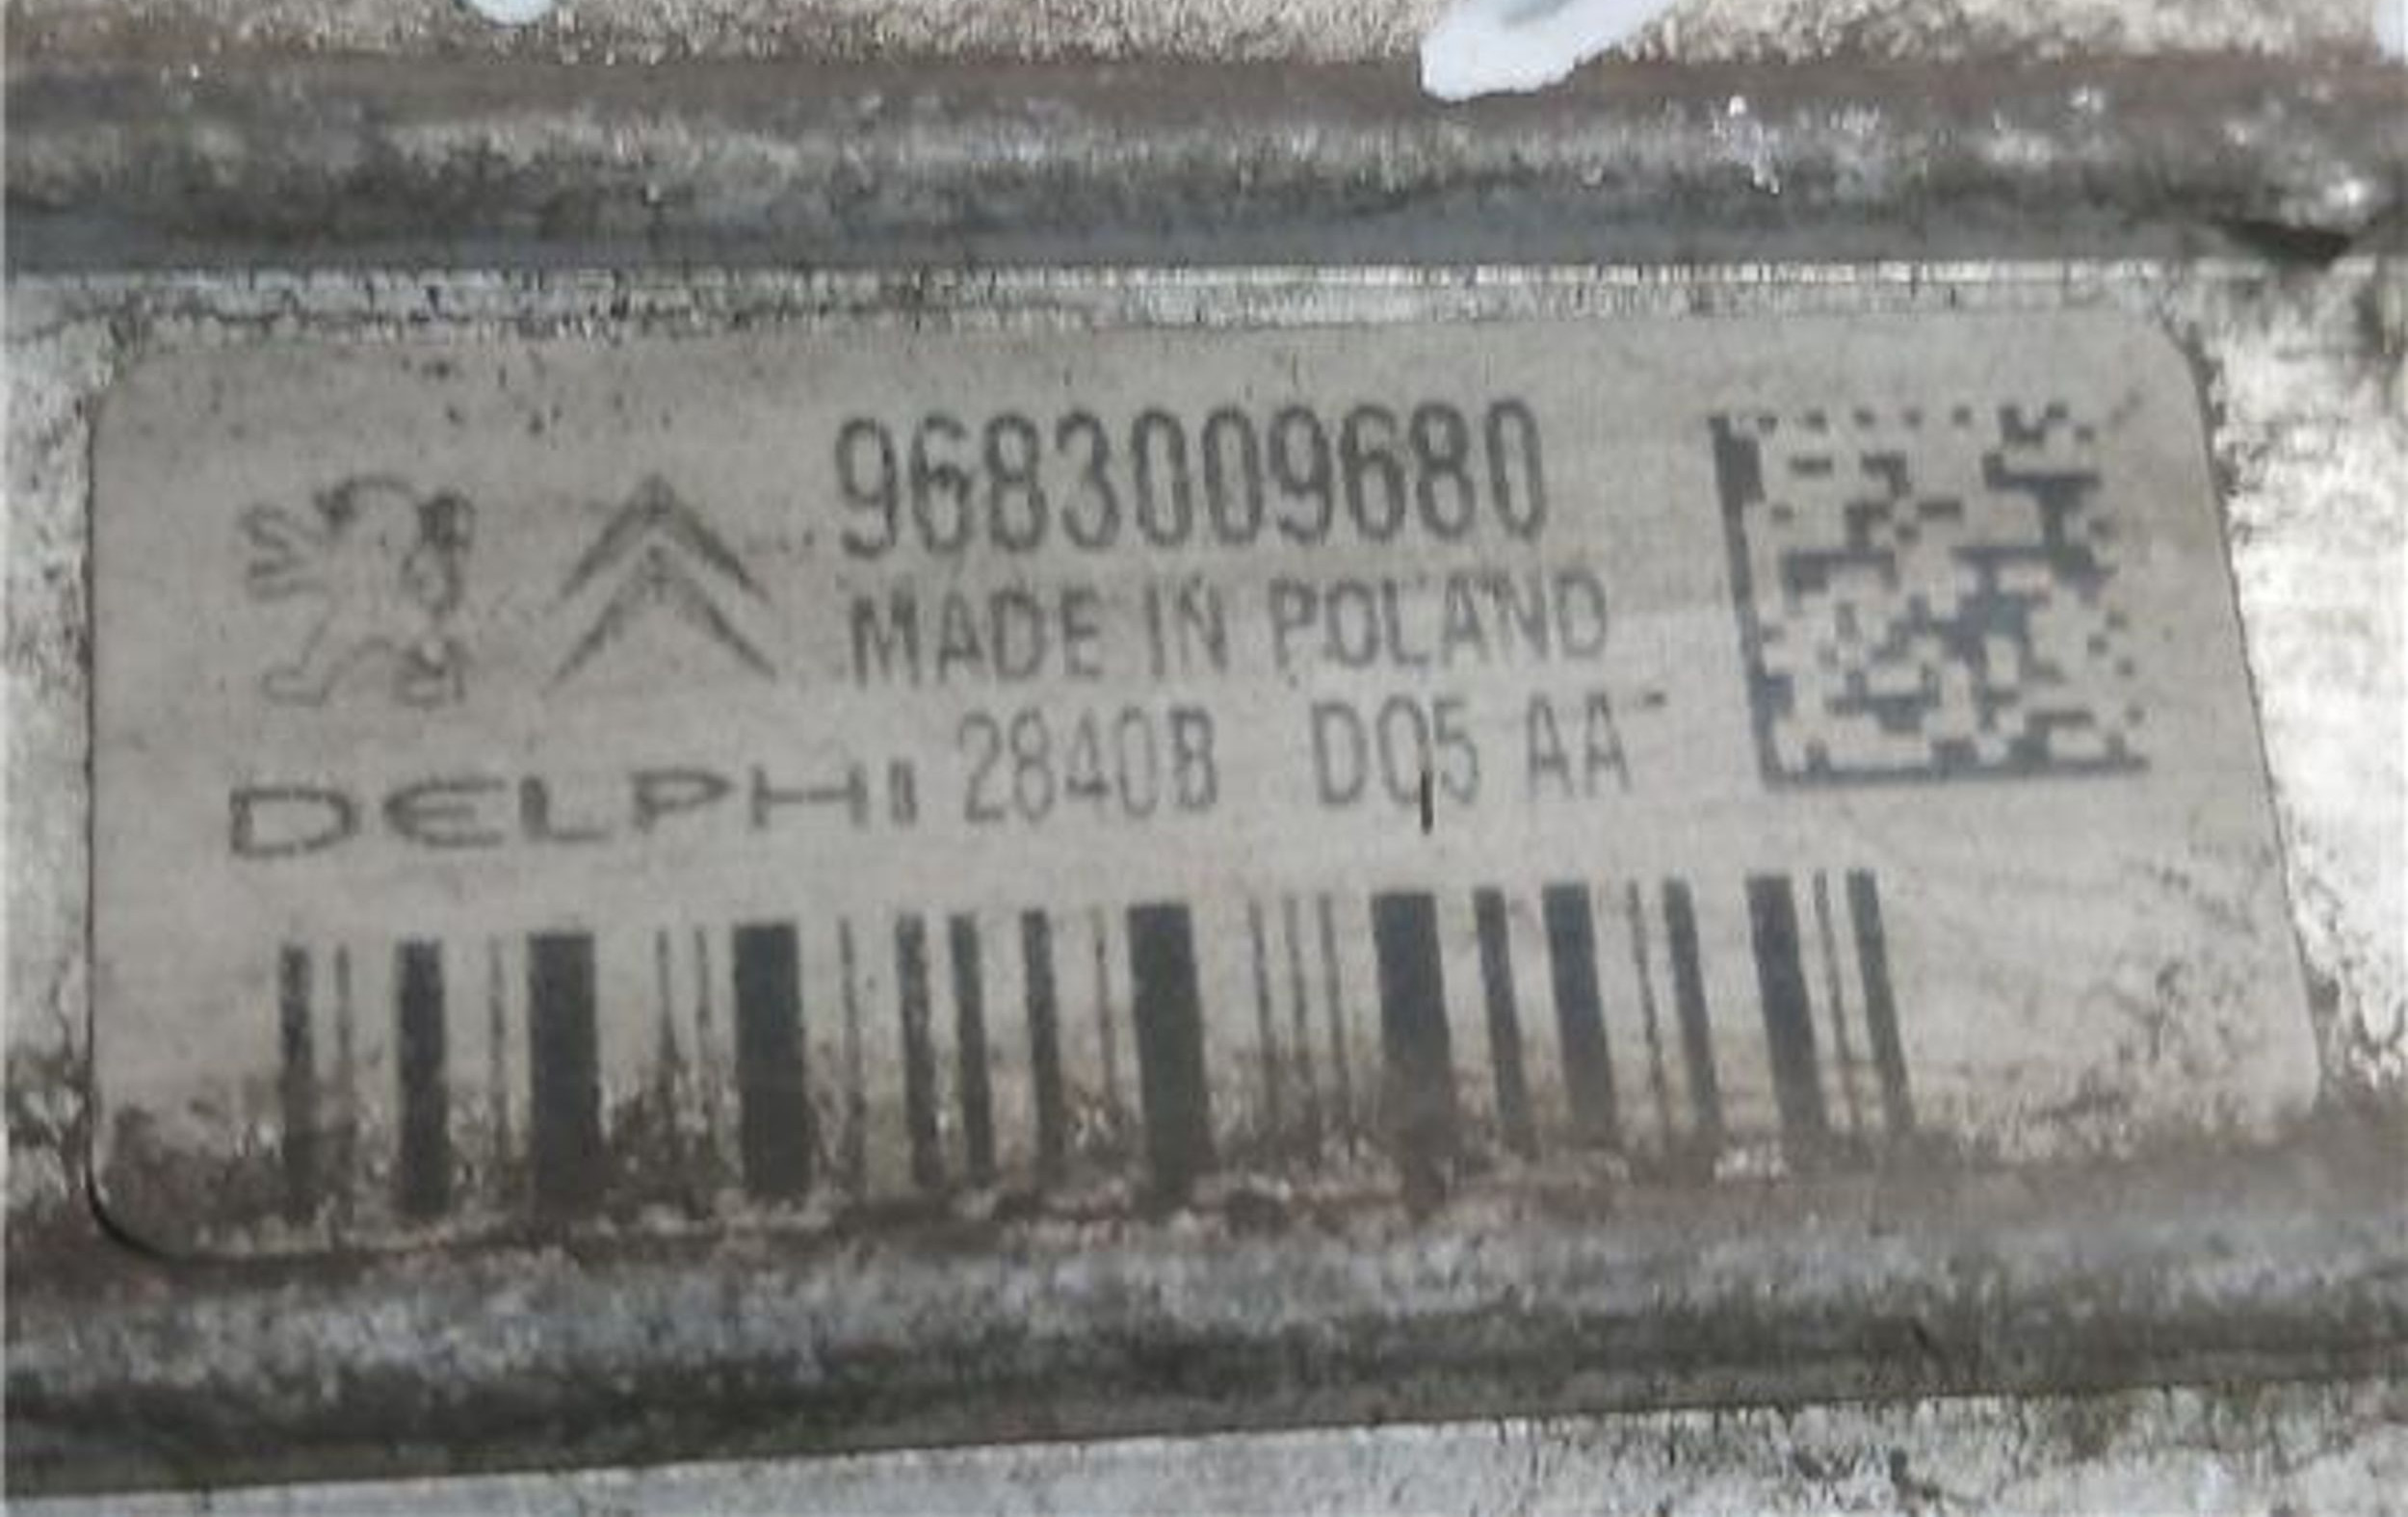 9683009680
MADE IN POLAND
DELPHI 2840B D05 AA